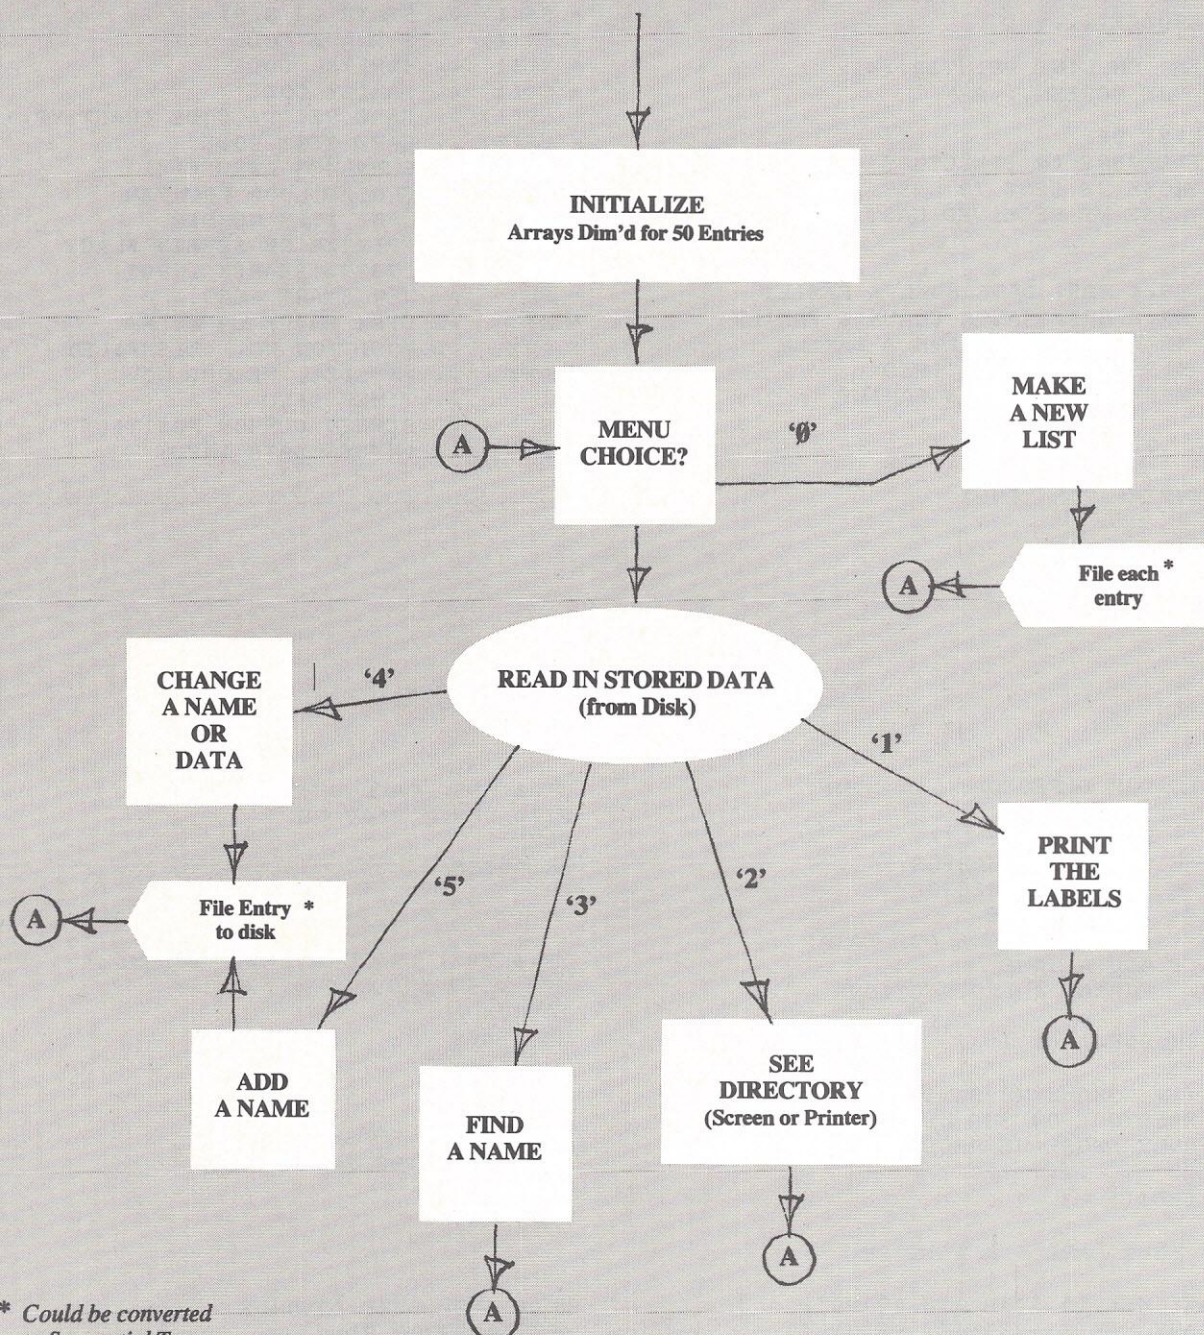 INITIALIZE
Arrays Dim'd for 50 Entries
A
MENU
CHOICE?
'0'
MAKE
A NEW
LIST
File each *
entry
A
READ IN STORED DATA
(from Disk)
'4'
CHANGE
A NAME
OR
DATA
'1'
PRINT
THE
LABELS
A
File Entry *
to disk
A
'5'
'3'
'2'
ADD
A NAME
FIND
A NAME
A
SEE
DIRECTORY
(Screen or Printer)
A
* Could be converted